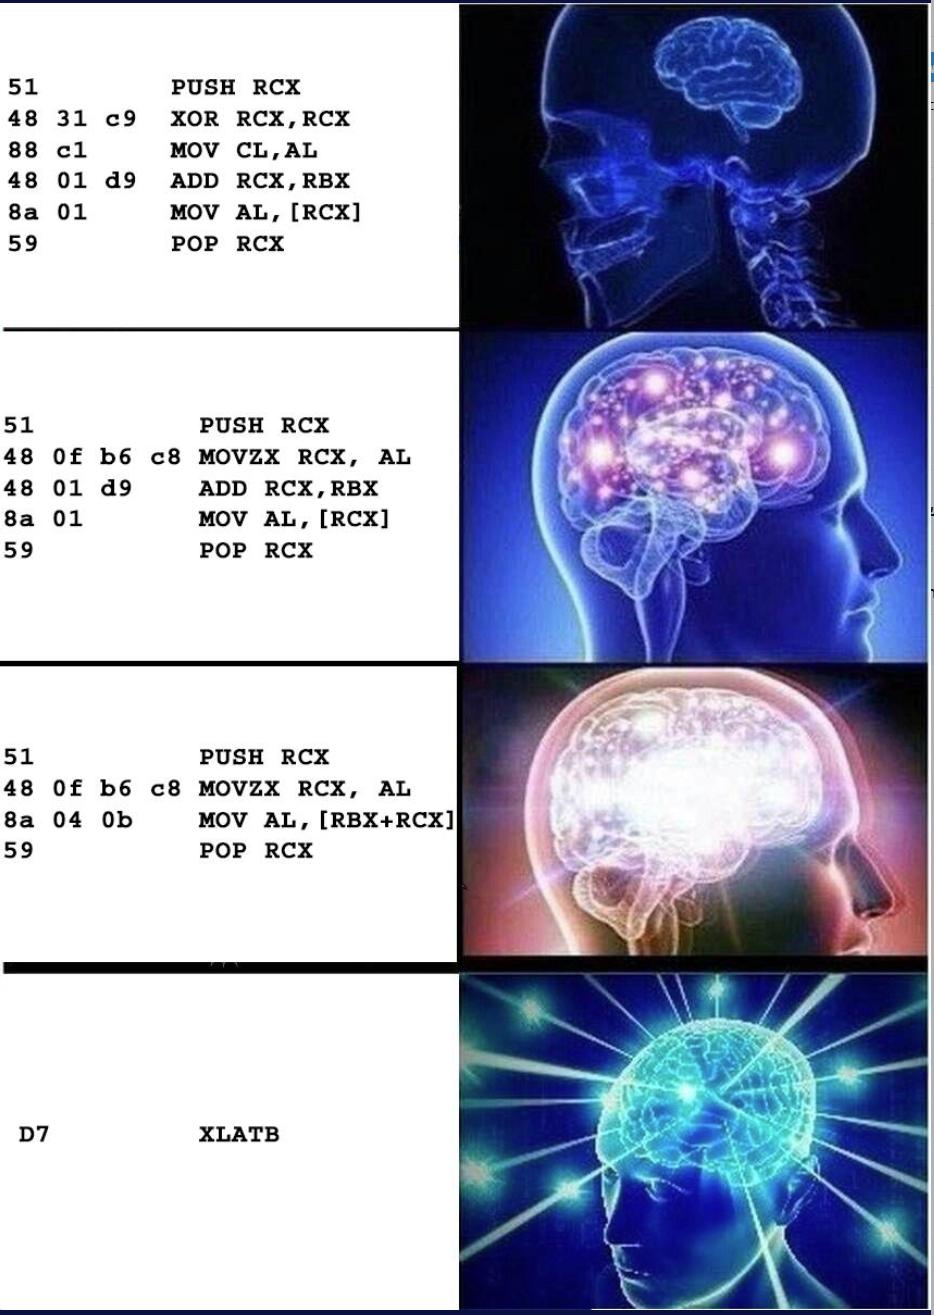 51 PUSH RCX
48 31 c9 XOR RCX,RCX
88 c1 MOV CL,AL
48 01 d9 ADD RCX,RBX
8a 01 MOV AL,[RCX]
59 POP RCX
51 PUSH RCX
48 0f b6 c8 MOVZX RCX, AL
48 01 d9 ADD RCX,RBX
8a 01 MOV AL,[RCX]
59 POP RCX
51 PUSH RCX
48 0f b6 c8 MOVZX RCX, AL
8a 04 0b MOV AL,[RBX+RCX]
59 POP RCX
D7 XLATB